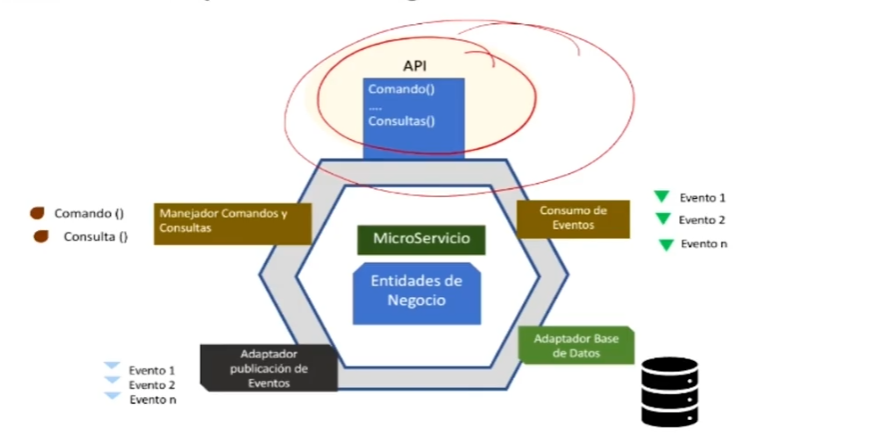 API
Comando()
....
Consultas()
Comando ()
Consulta ()
Manejador Comandos y
Consultas
Consumo de
Eventos
Evento 1
Evento 2
Evento n
MicroServicio
Entidades de
Negocio
Evento 1
Evento 2
Evento n
Adaptador
publicación de
Eventos
Adaptador Base
de Datos